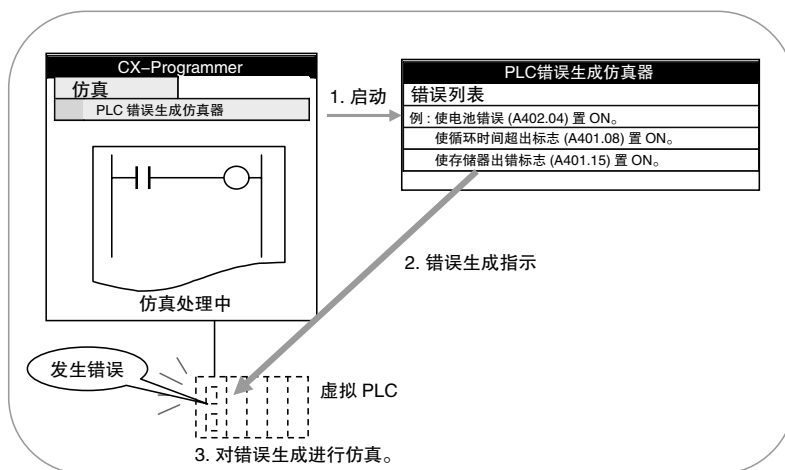 CX-Programmer
仿真
PLC 错误生成仿真器
仿真处理中
1. 启动
PLC错误生成仿真器
错误列表
例 : 使电池错误 (A402.04) 置 ON。
使循环时间超出标志 (A401.08) 置 ON。
使存储器出错标志 (A401.15) 置 ON。
2. 错误生成指示
发生错误
虚拟 PLC
3. 对错误生成进行仿真。